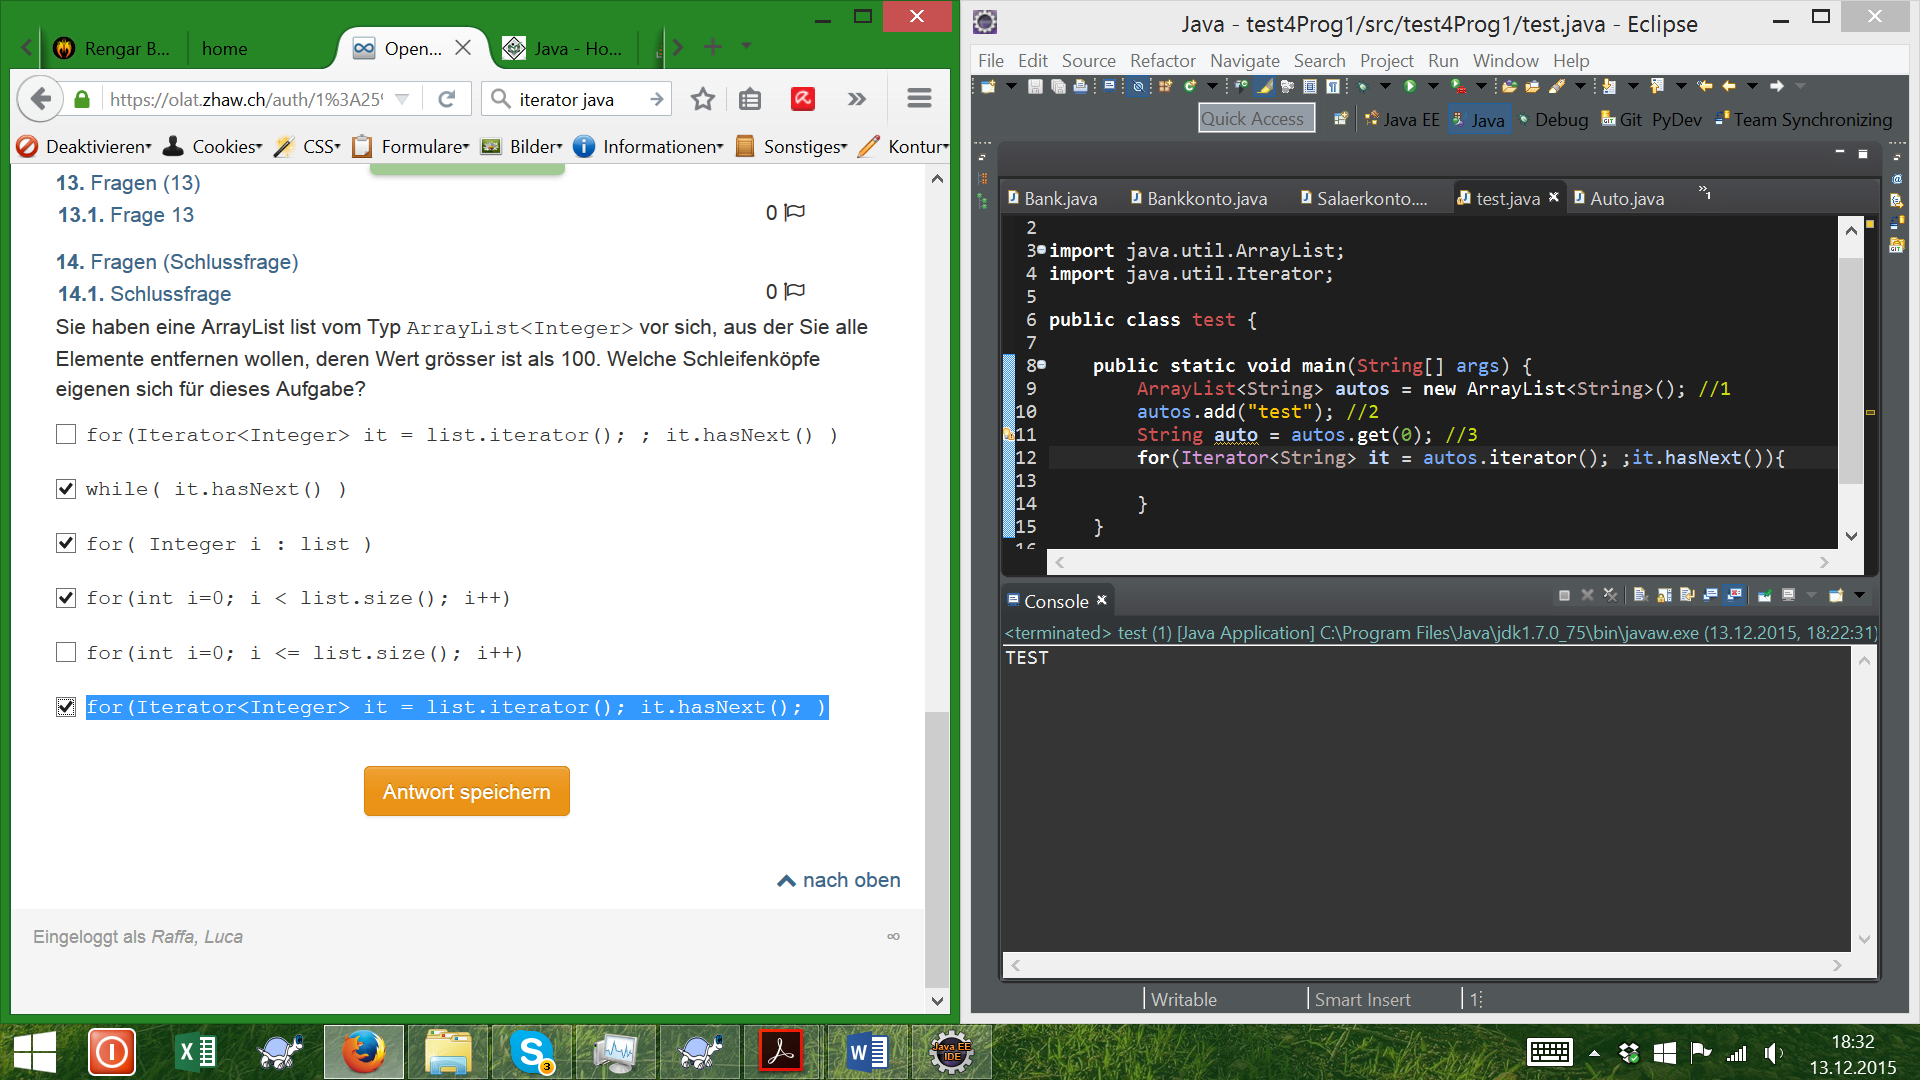 Rengar B...
home
Open...
Java - Ho...
https://olat.zhaw.ch/auth/1%3A259
iterator java
Deaktivieren
Cookies
CSS
Formulare
Bilder
Informationen
Sonstiges
Kontur
13. Fragen (13)
13.1. Frage 13
0
14. Fragen (Schlussfrage)
14.1. Schlussfrage
0
Sie haben eine ArrayList list vom Typ ArrayList<Integer> vor sich, aus der Sie alle
Elemente entfernen wollen, deren Wert grösser ist als 100. Welche Schleifenköpfe
eigenen sich für dieses Aufgabe?
for(Iterator<Integer> it = list.iterator(); ; it.hasNext() )
while( it.hasNext() )
for( Integer i : list )
for(int i=0; i < list.size(); i++)
for(int i=0; i <= list.size(); i++)
for(Iterator<Integer> it = list.iterator(); it.hasNext(); )
Antwort speichern
nach oben
Eingeloggt als Raffa, Luca
Java - test4Prog1/src/test4Prog1/test.java - Eclipse
File Edit Source Refactor Navigate Search Project Run Window Help
Quick Access
Java EE
Java
Debug
Git
PyDev
Team Synchronizing
Bank.java
Bankkonto.java
Salaerkonto....
test.java
Auto.java
»1
2
3 import java.util.ArrayList;
4 import java.util.Iterator;
5
6 public class test {
7
8 public static void main(String[] args) {
9 ArrayList<String> autos = new ArrayList<String>(); //1
10 autos.add("test"); //2
11 String auto = autos.get(0); //3
12 for(Iterator<String> it = autos.iterator(); ;it.hasNext()){
13
14 }
15 }
16
Console
<terminated> test (1) [Java Application] C:\Program Files\Java\jdk1.7.0_75\bin\javaw.exe (13.12.2015, 18:22:31)
TEST
Writable
Smart Insert
1
3
Java EE
IDE
18:32
13.12.2015